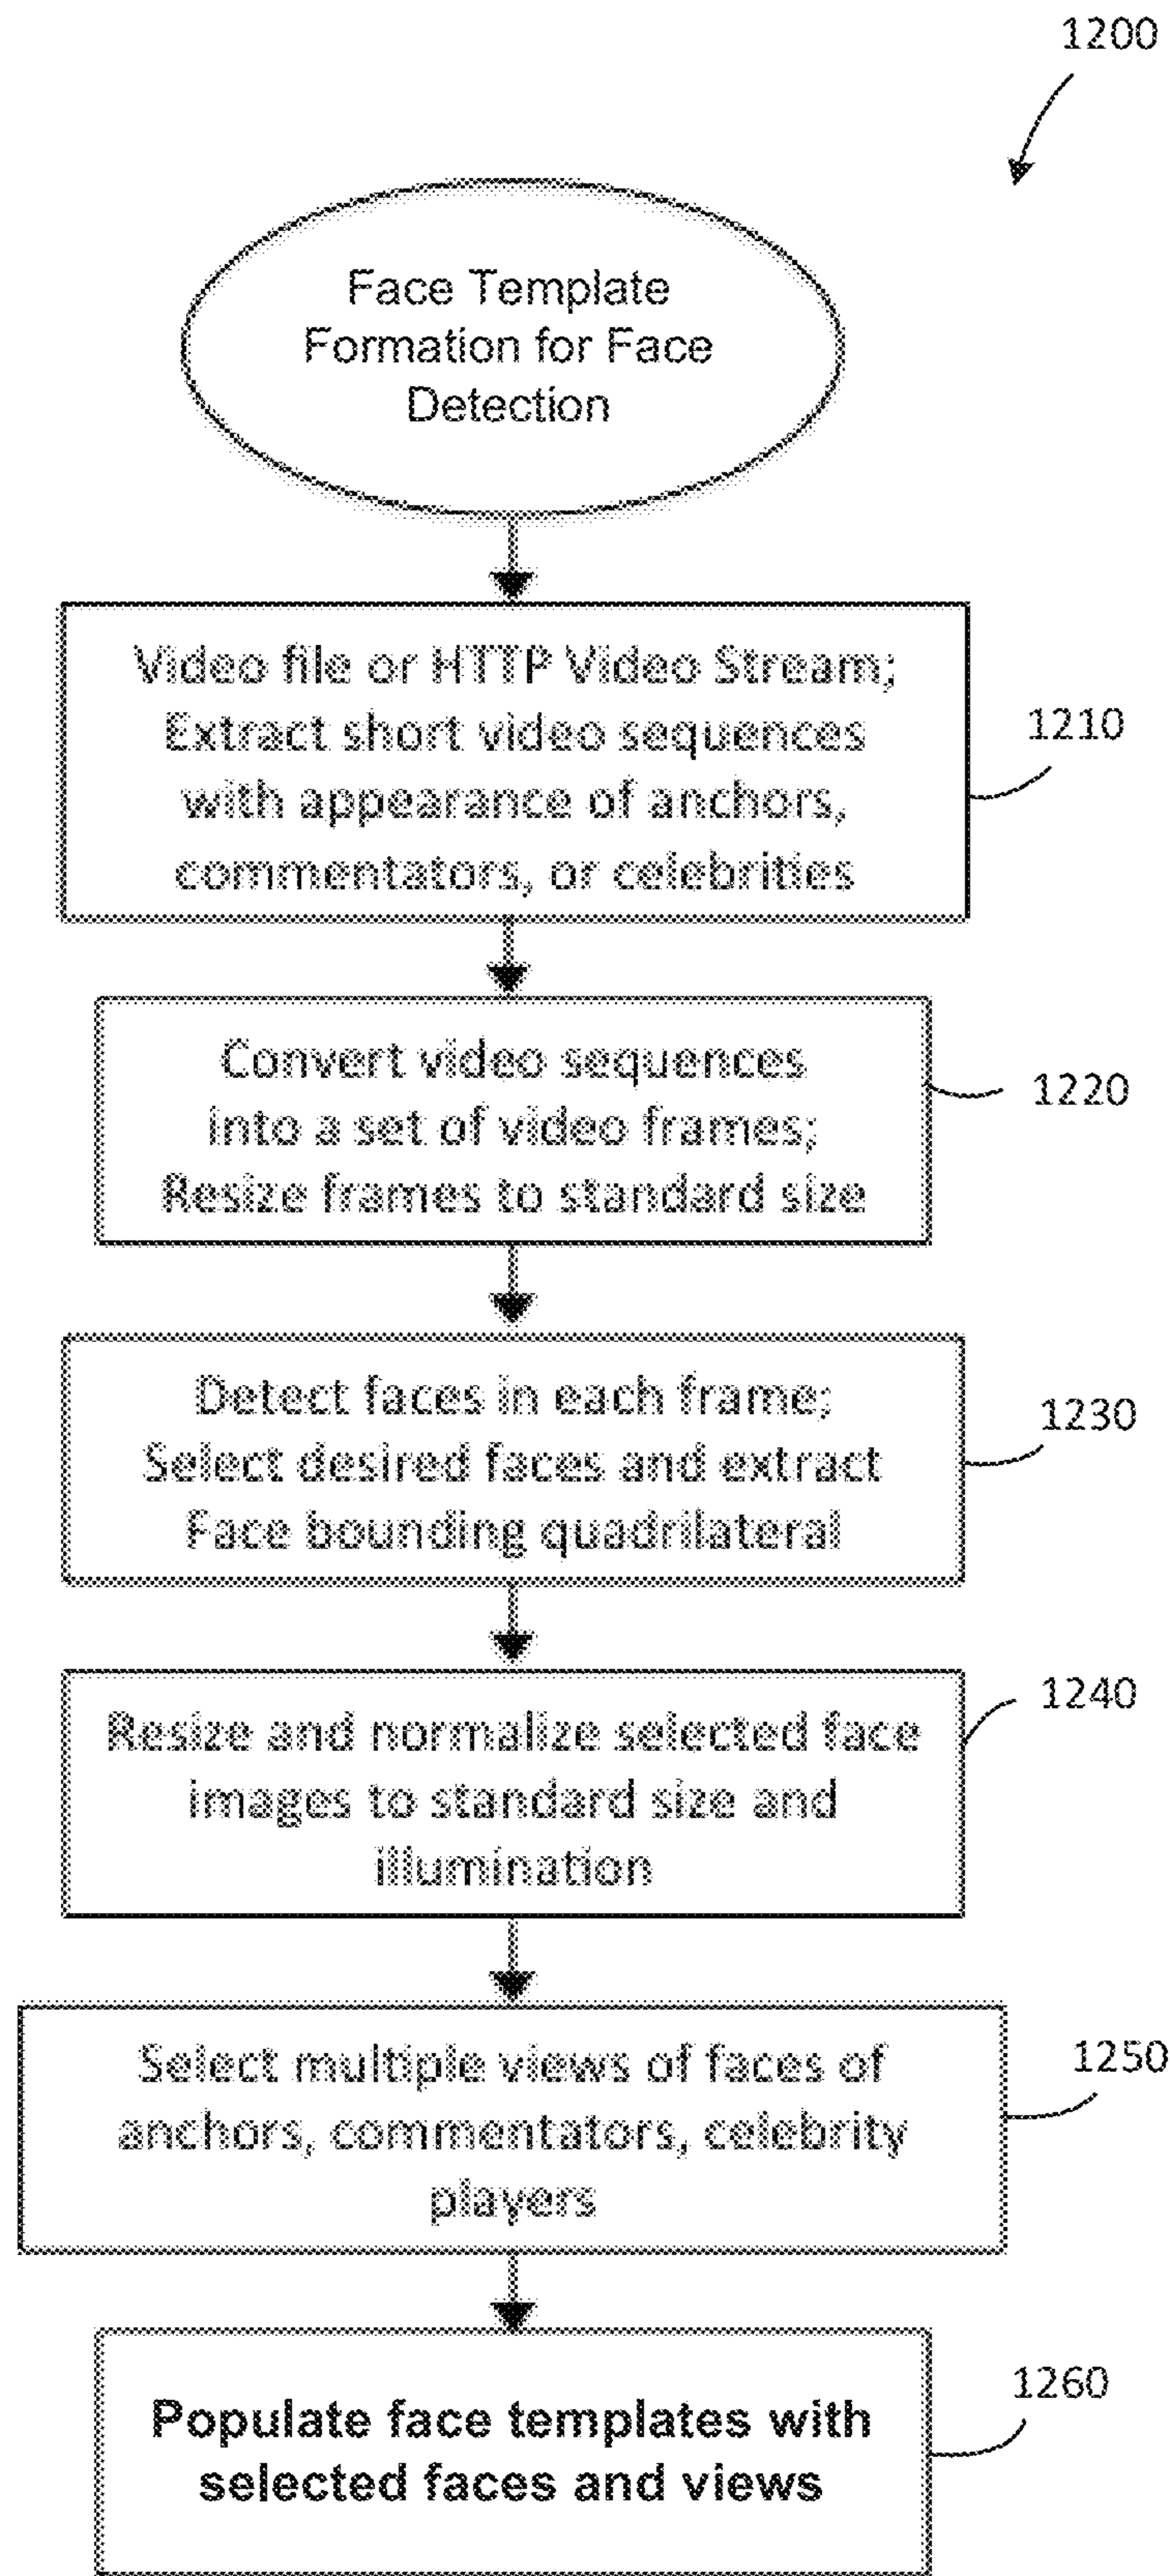 1200
Face Template
Formation for Face
Detection
Video file or HTTP Video Stream;
Extract short video sequences
with appearance of anchors,
commentators, or celebrities
1210
Convert video sequences
into a set of video frames;
Resize frames to standard size
1220
Detect faces in each frame;
Select desired faces and extract
Face bounding quadrilateral
1230
Resize and normalize selected face
images to standard size and
illumination
1240
Select multiple views of faces of
anchors, commentators, celebrity
players
1250
Populate face templates with
selected faces and views
1260